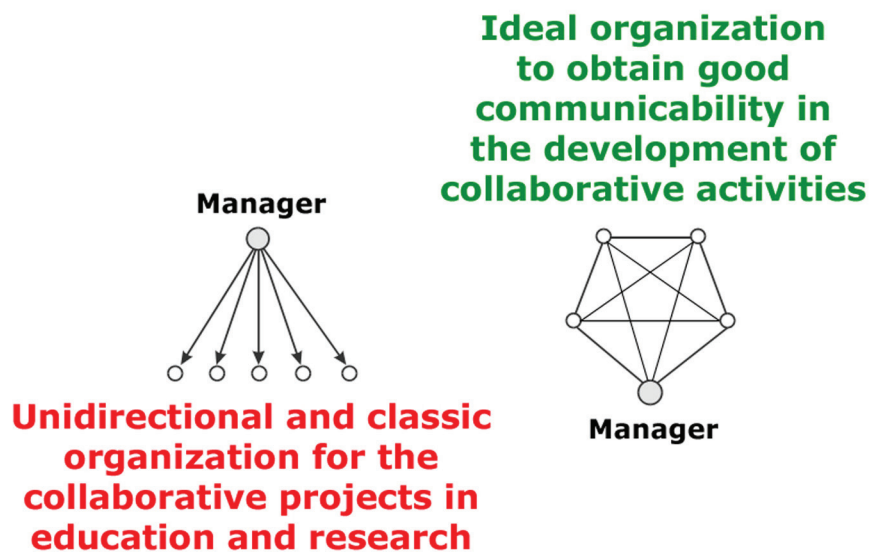 Ideal organization
to obtain good
communicability in
the development of
collaborative activities
Manager
Manager
Unidirectional and classic
organization for the
collaborative projects in
education and research